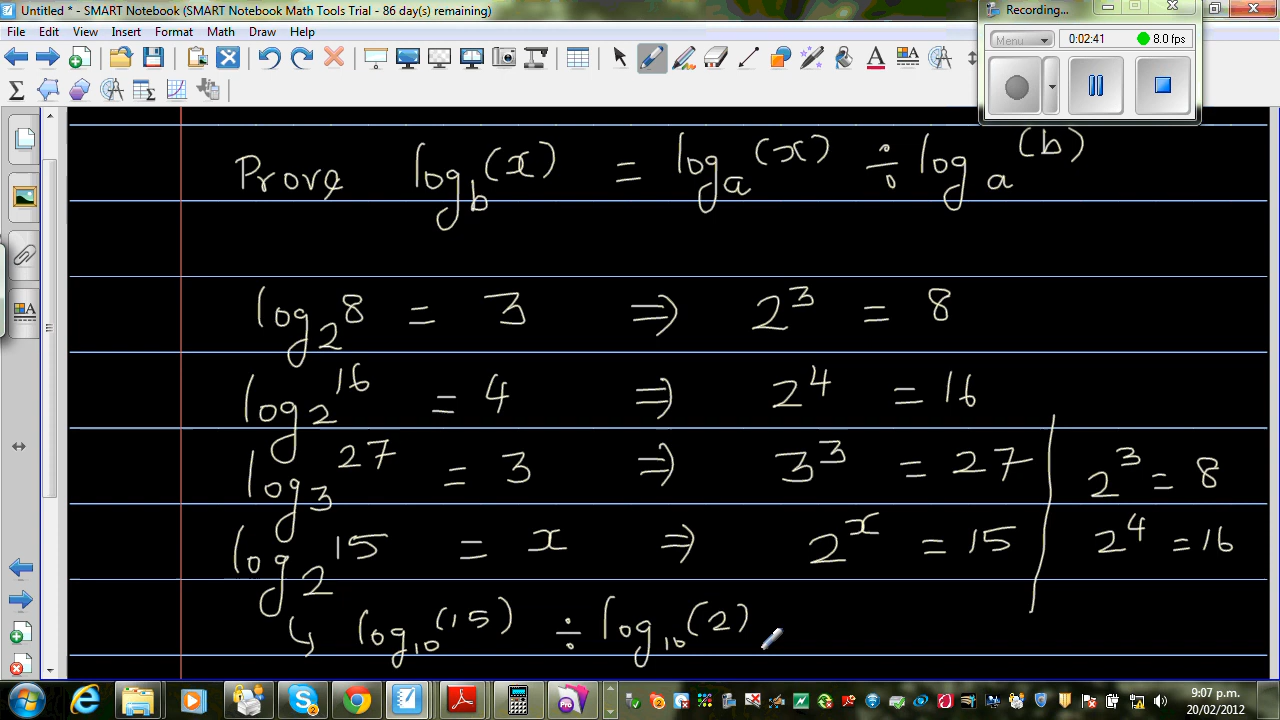 Untitled * - SMART Notebook (SMART Notebook Math Tools Trial - 86 day(s) remaining)
Recording...
File Edit View Insert Format Math Tools Draw Help
Menu 0:02:41 8.0 fps
Prove log_b(x) = log_a(x) ÷ log_a(b)
log_2 8 = 3 ⇒ 2^3 = 8
log_2 16 = 4 ⇒ 2^4 = 16
log_3 27 = 3 ⇒ 3^3 = 27 2^3 = 8
log_2 15 = x ⇒ 2^x = 15 2^4 = 16
↳ log_10(15) ÷ log_10(2)
9:07 p.m.
20/02/2012